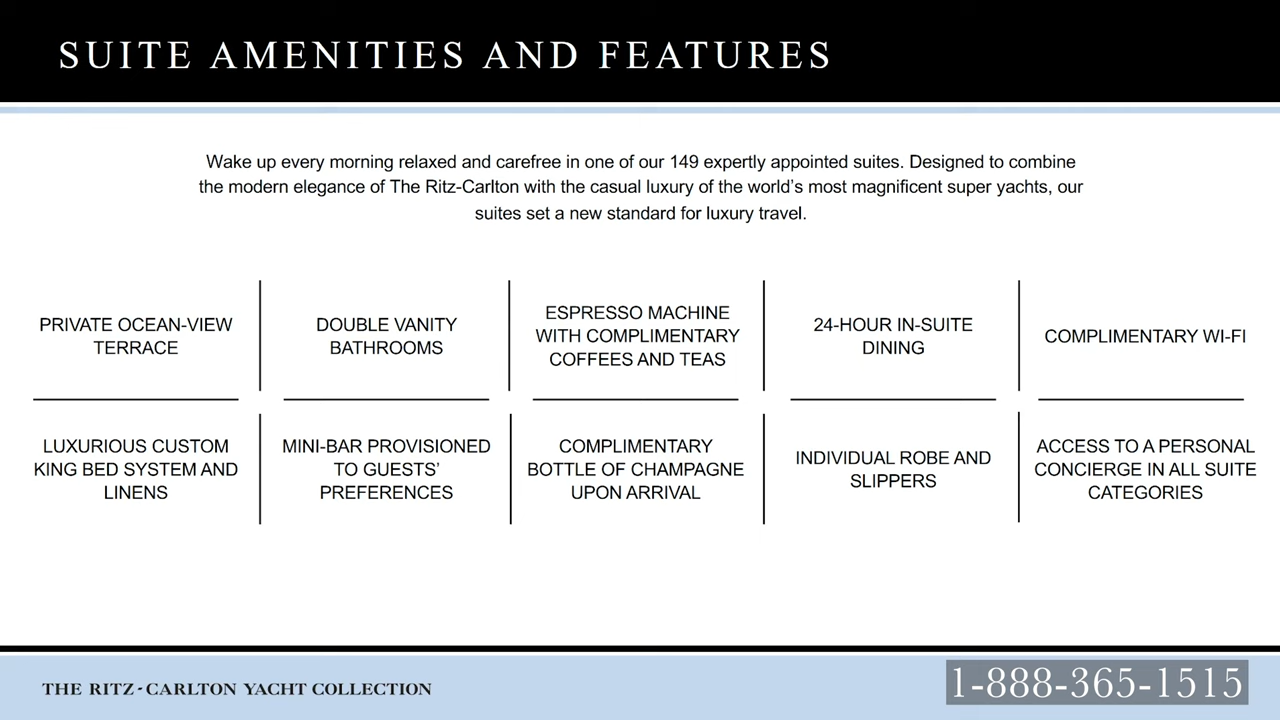 SUITE AMENITIES AND FEATURES
Wake up every morning relaxed and carefree in one of our 149 expertly appointed suites. Designed to combine
the modern elegance of The Ritz-Carlton with the casual luxury of the world's most magnificent super yachts, our
suites set a new standard for luxury travel.
PRIVATE OCEAN-VIEW
TERRACE
DOUBLE VANITY
BATHROOMS
ESPRESSO MACHINE
WITH COMPLIMENTARY
COFFEES AND TEAS
24-HOUR IN-SUITE
DINING
COMPLIMENTARY WI-FI
LUXURIOUS CUSTOM
KING BED SYSTEM AND
LINENS
MINI-BAR PROVISIONED
TO GUESTS'
PREFERENCES
COMPLIMENTARY
BOTTLE OF CHAMPAGNE
UPON ARRIVAL
INDIVIDUAL ROBE AND
SLIPPERS
ACCESS TO A PERSONAL
CONCIERGE IN ALL SUITE
CATEGORIES
THE RITZ-CARLTON YACHT COLLECTION
1-888-365-1515